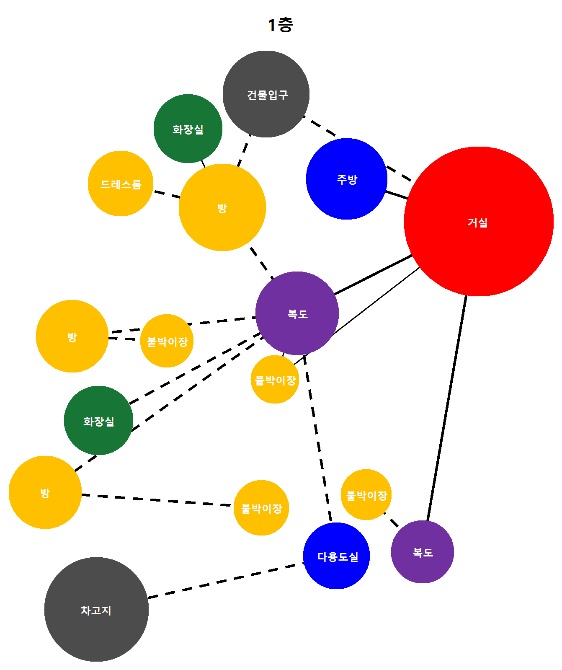 1층
건물입구
화장실
주방
드레스룸
방
거실
복도
방
붙박이장
붙박이장
화장실
방
붙박이장
붙박이장
다용도실
복도
차고지